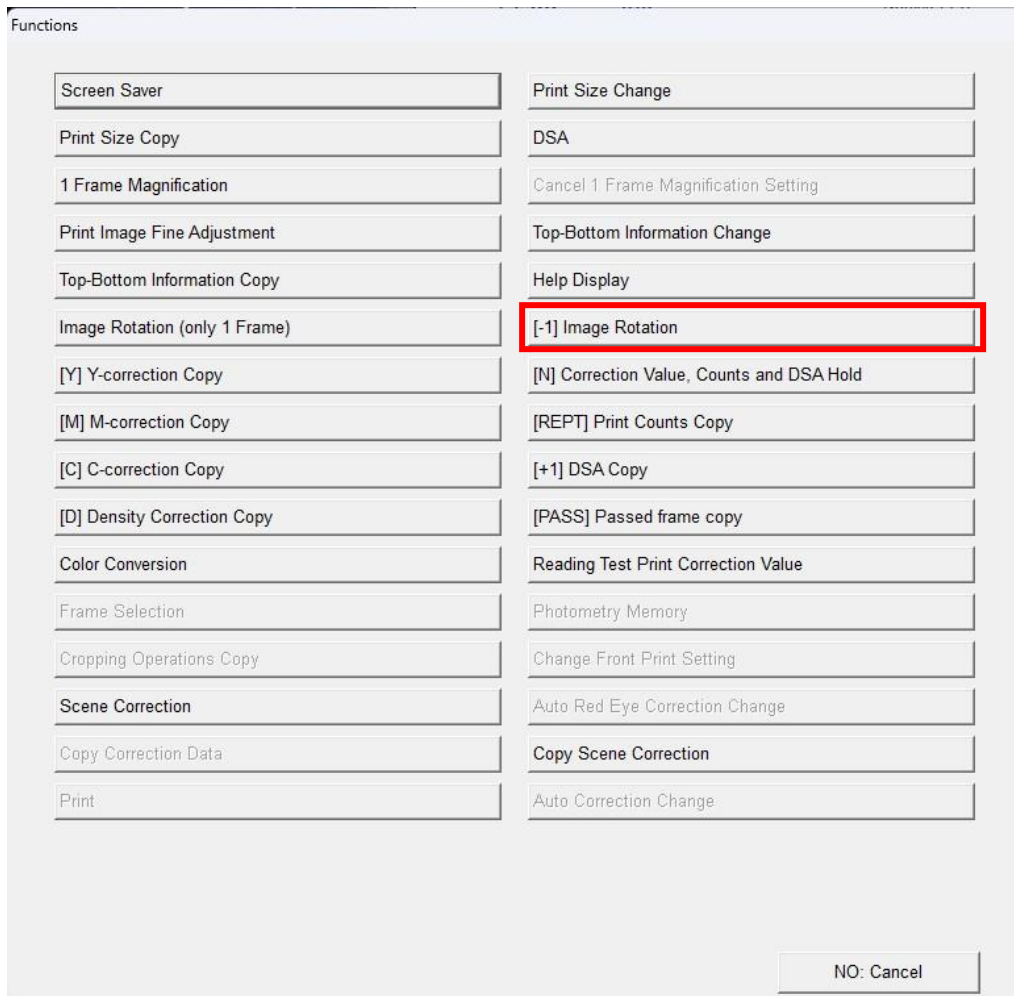 Functions
Screen Saver
Print Size Change
Print Size Copy
DSA
1 Frame Magnification
Cancel 1 Frame Magnification Setting
Print Image Fine Adjustment
Top-Bottom Information Change
Top-Bottom Information Copy
Help Display
Image Rotation (only 1 Frame)
[-1] Image Rotation
[Y] Y-correction Copy
[N] Correction Value, Counts and DSA Hold
[M] M-correction Copy
[REPT] Print Counts Copy
[C] C-correction Copy
[+1] DSA Copy
[D] Density Correction Copy
[PASS] Passed frame copy
Color Conversion
Reading Test Print Correction Value
Frame Selection
Photometry Memory
Cropping Operations Copy
Change Front Print Setting
Scene Correction
Auto Red Eye Correction Change
Copy Correction Data
Copy Scene Correction
Print
Auto Correction Change
NO: Cancel